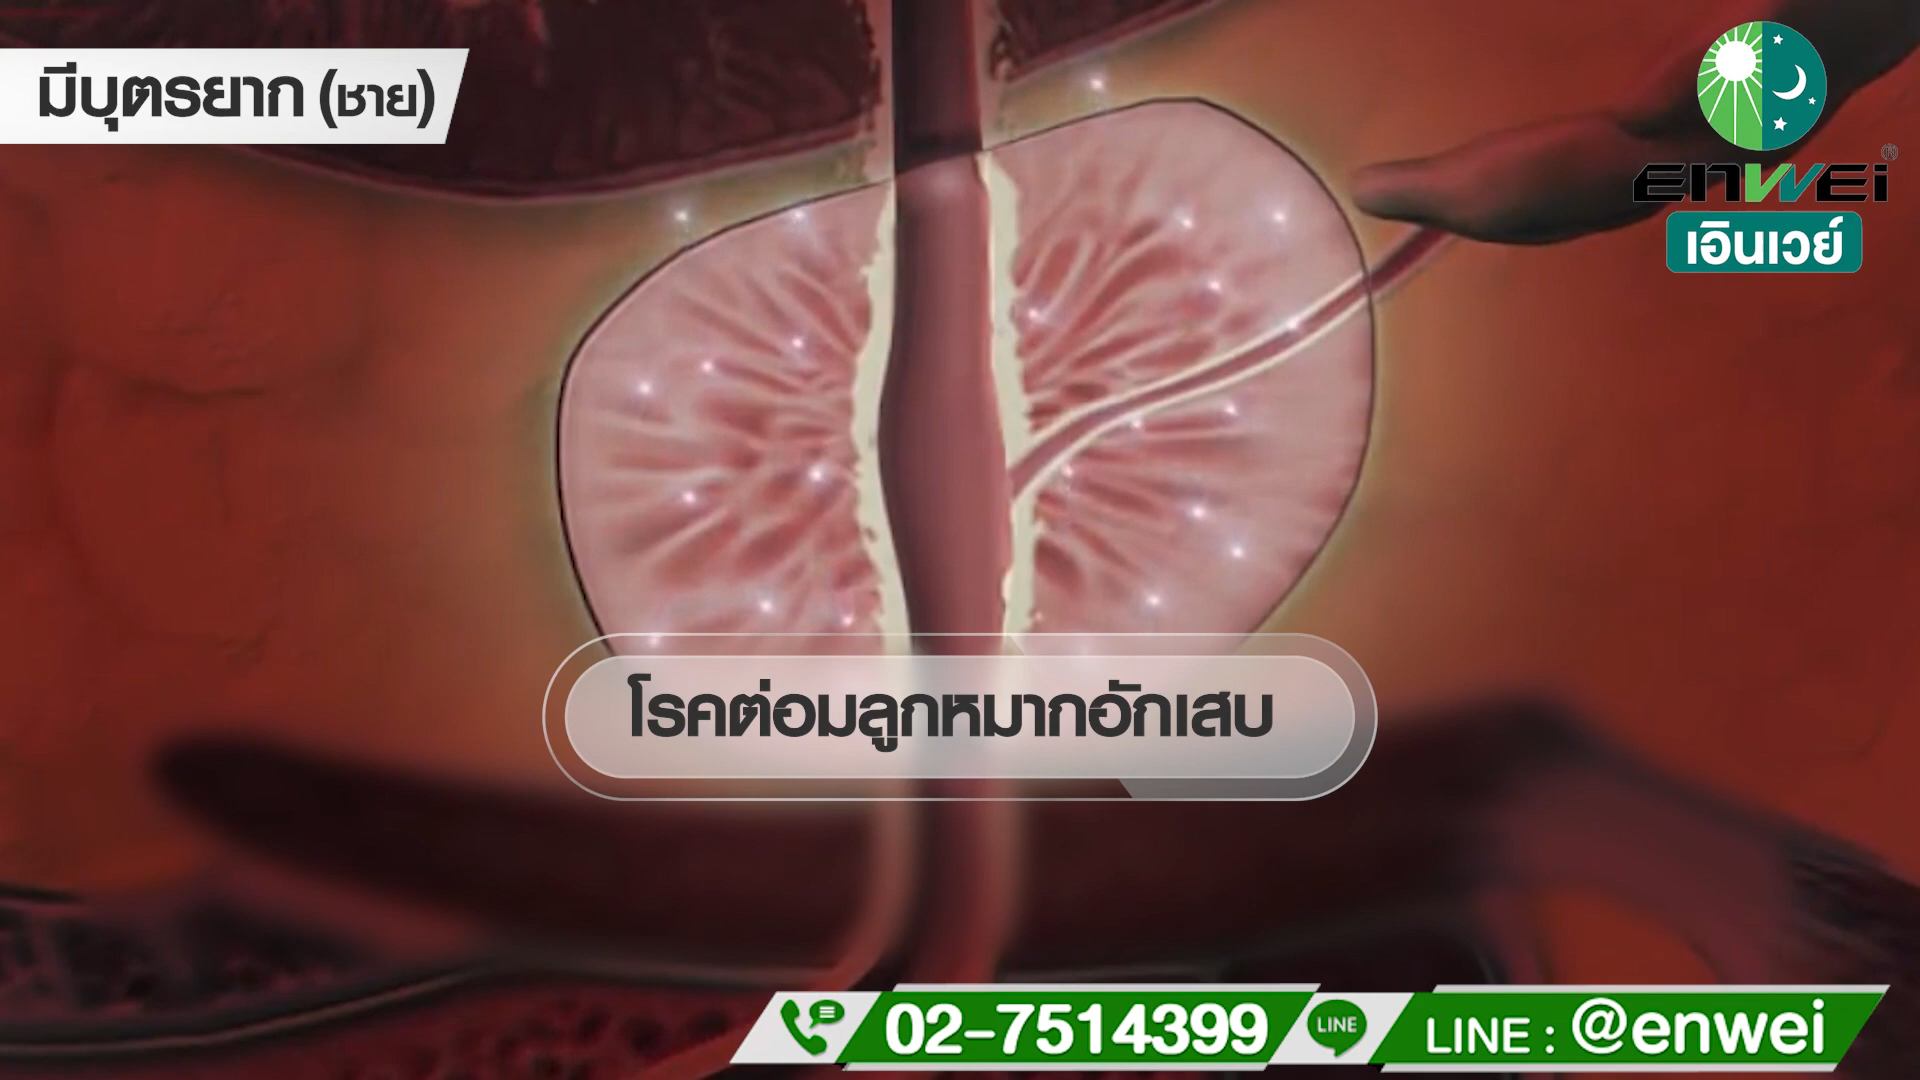 มีบุตรยาก (ชาย)
ENWEi®
เอินเวย์
โรคต่อมลูกหมากอักเสบ
02-7514399
LINE
LINE : @enwei